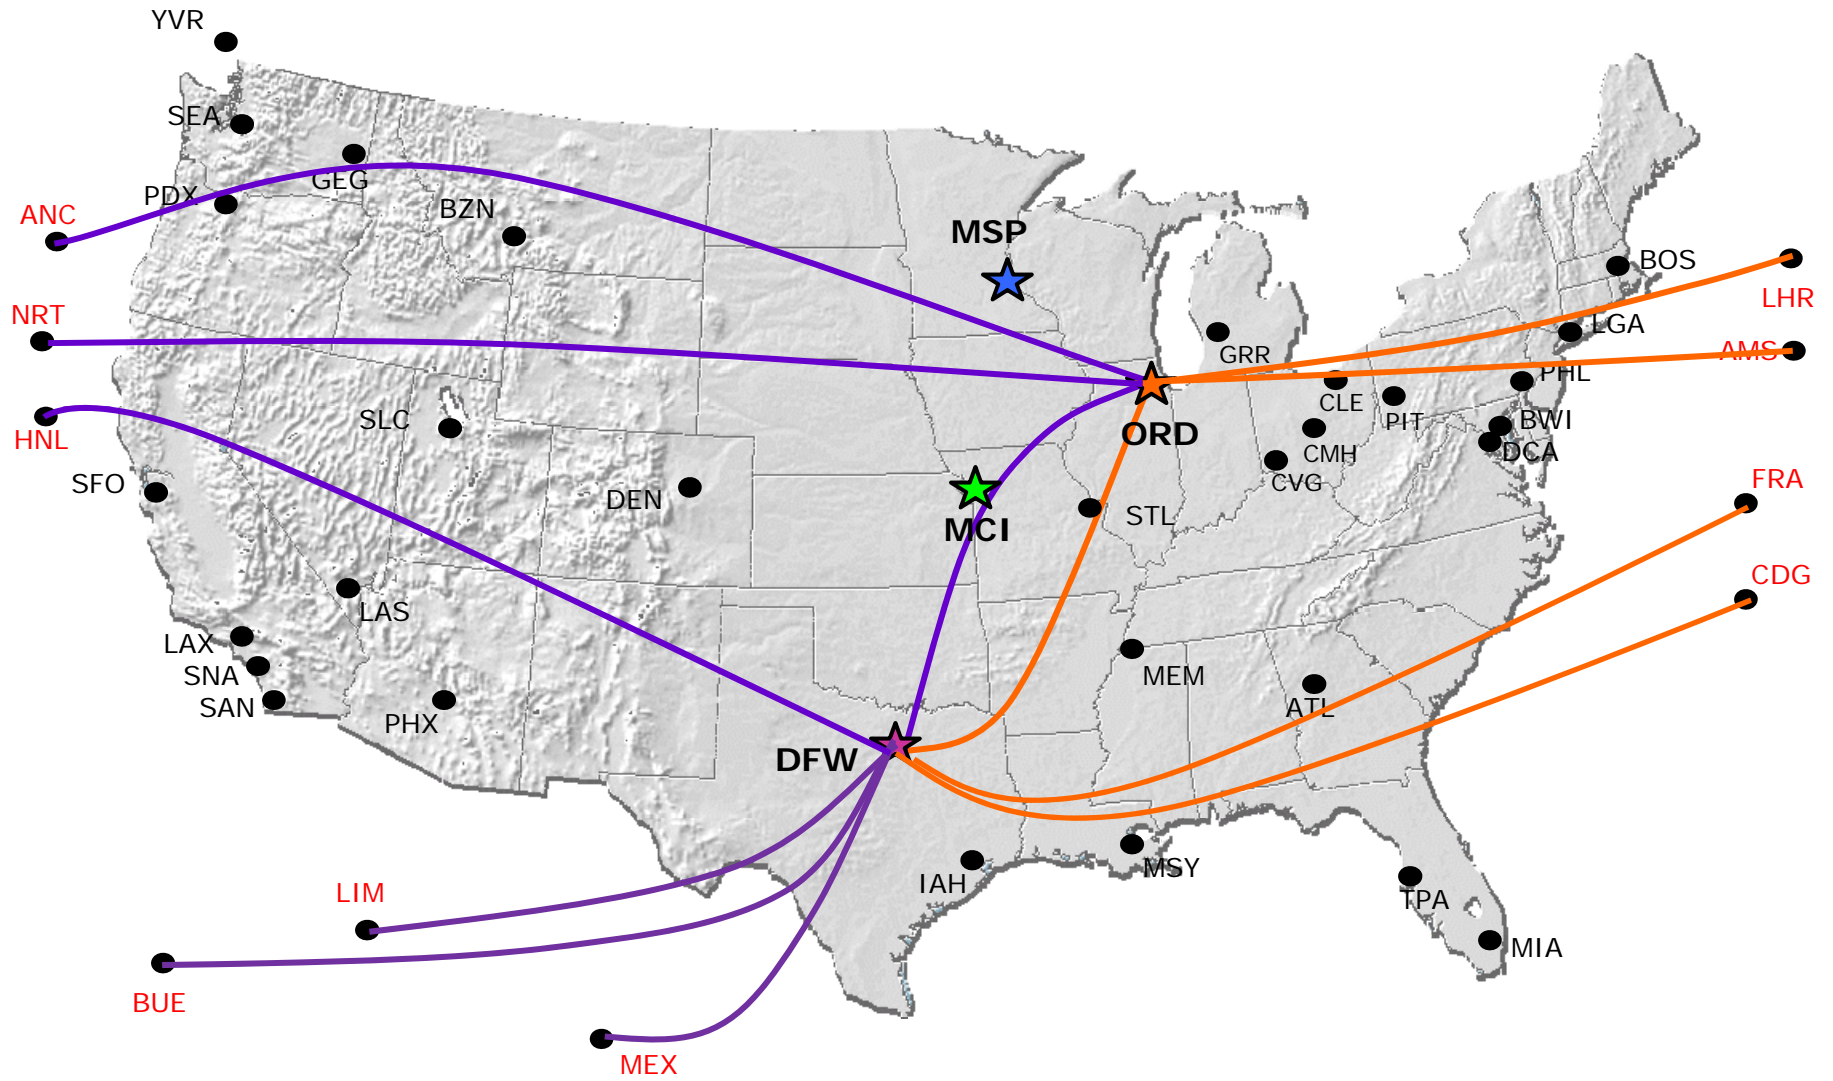 YVR
SEA
GEG
PDX
BZN
ANC
MSP
BOS
LHR
NRT
LGA
GRR
AMS
PHL
CLE
PIT
BWI
SLC
HNL
ORD
CMH
DCA
CVG
SFO
DEN
FRA
STL
MCI
CDG
LAS
LAX
SNA
MEM
SAN
ATL
PHX
DFW
MSY
IAH
LIM
TPA
MIA
BUE
MEX